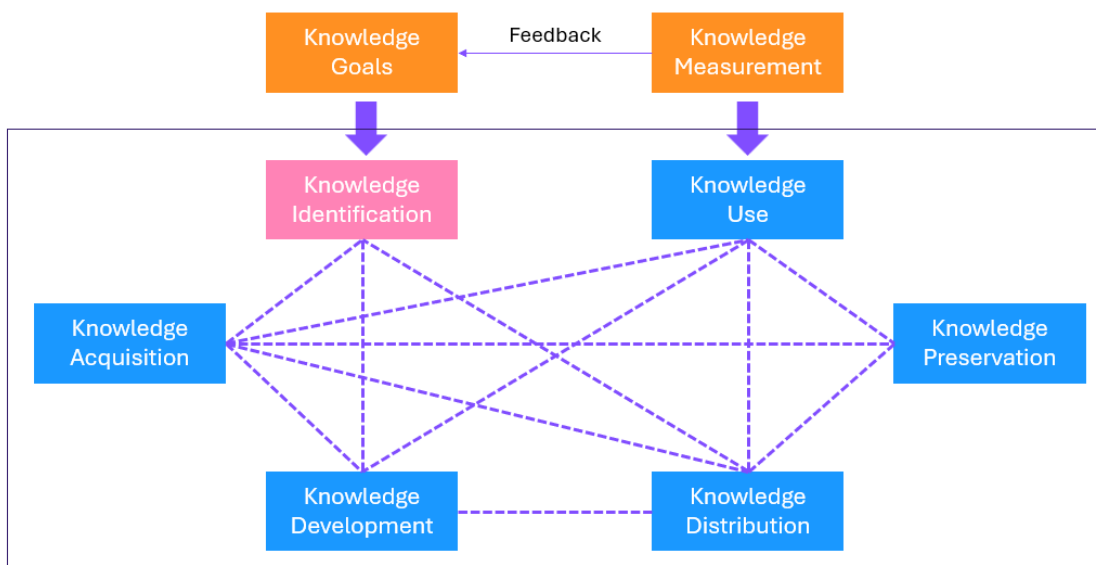 Knowledge
Goals
Feedback
Knowledge
Measurement
Knowledge
Identification
Knowledge
Use
Knowledge
Acquisition
Knowledge
Preservation
Knowledge
Development
Knowledge
Distribution